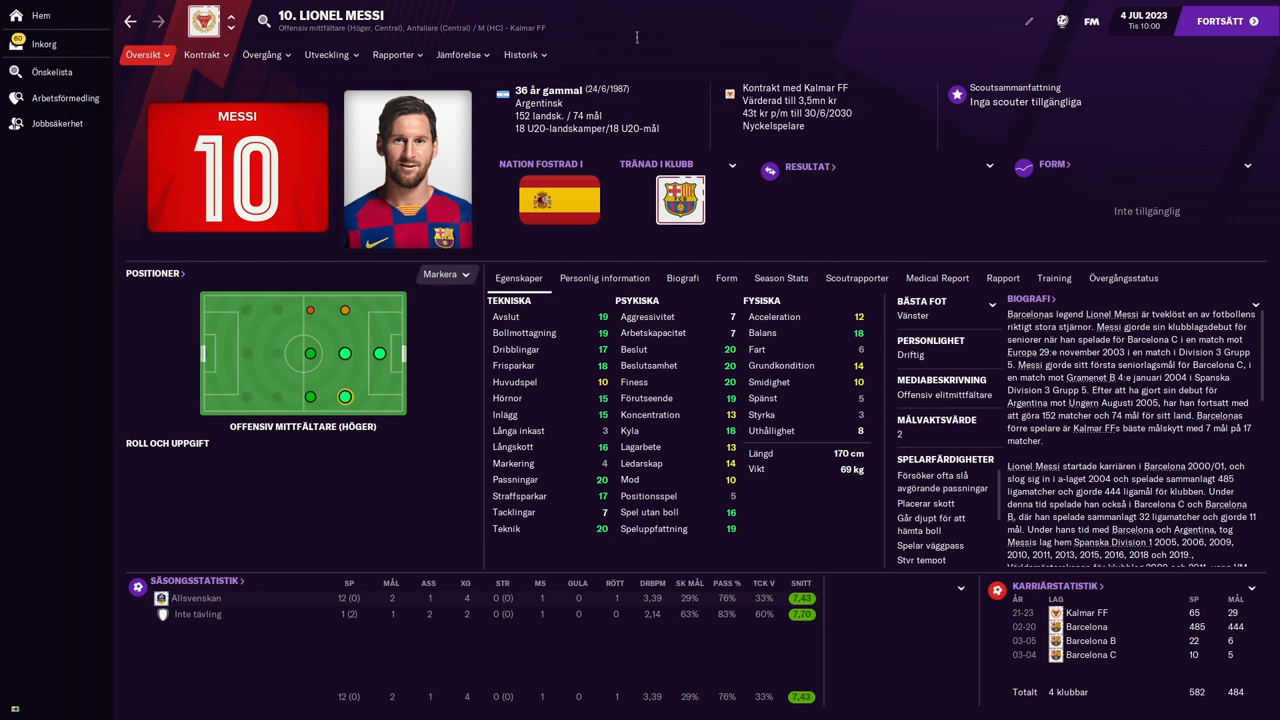 Hem
60
Inkorg
Önskelista
Arbetsförmedling
Jobbsäkerhet
10. LIONEL MESSI
Offensiv mittfältare (Höger, Central), Anfallare (Central) / M (HC) - Kalmar FF
FM
4 JUL 2023
Tis 10:00
FORTSÄTT
Översikt
Kontrakt
Övergång
Utveckling
Rapporter
Jämförelse
Historik
MESSI
10
36 år gammal (24/6/1987)
Argentinsk
152 landsk. / 74 mål
18 U20-landskamper/18 U20-mål
Kontrakt med Kalmar FF
Värderad till 3,5mn kr
43t kr p/m till 30/6/2030
Nyckelspelare
Scoutsammanfattning
Inga scouter tillgängliga
NATION FOSTRAD I
TRÄNAD I KLUBB
RESULTAT
FORM
Inte tillgänglig
POSITIONER
Markera
OFFENSIV MITTFÄLTARE (HÖGER)
ROLL OCH UPPGIFT
Egenskaper
Personlig information
Biografi
Form
Season Stats
Scoutrapporter
Medical Report
Rapport
Training
Övergångsstatus
TEKNISKA
Avslut 19
Bollmottagning 19
Dribblingar 17
Frisparkar 18
Huvudspel 10
Hörnor 15
Inlägg 15
Långa inkast 3
Långskott 16
Markering 4
Passningar 20
Straffsparkar 17
Tacklingar 7
Teknik 20
PSYKISKA
Aggressivitet 7
Arbetskapacitet 7
Beslut 20
Beslutsamhet 20
Finess 20
Förutseende 19
Koncentration 13
Kyla 18
Lagarbete 13
Ledarskap 14
Mod 10
Positionsspel 5
Spel utan boll 16
Speluppfattning 19
FYSISKA
Acceleration 12
Balans 18
Fart 6
Grundkondition 14
Smidighet 10
Spänst 5
Styrka 3
Uthållighet 8
Längd 170 cm
Vikt 69 kg
BÄSTA FOT
Vänster
PERSONLIGHET
Driftig
MEDIABESKRIVNING
Offensiv elitmittfältare
MÅLVAKTSVÄRDE
2
SPELARFÄRDIGHETER
Försöker ofta slå
avgörande passningar
Placerar skott
Går djupt för att
hämta boll
Spelar väggpass
Styr tempot
BIOGRAFI
Barcelonas legend Lionel Messi är tveklöst en av fotbollens
riktigt stora stjärnor. Messi gjorde sin klubblagsdebut för
seniorer när han spelade för Barcelona C i en match mot
Europa 29:e november 2003 i en match i Division 3 Grupp
5. Messi gjorde sitt första seniorlagsmål för Barcelona C, i
en match mot Gramenet B 4:e januari 2004 i Spanska
Division 3 Grupp 5. Efter att ha gjort sin debut för
Argentina mot Ungern Augusti 2005, har han fortsatt med
att göra 152 matcher och 74 mål för sitt land. Barcelonas
förre spelare är Kalmar FFs bäste målskytt med 7 mål på 17
matcher.
Lionel Messi startade karriären i Barcelona 2000/01, och
slog sig in i a-laget 2004 och spelade sammanlagt 485
ligamatcher och gjorde 444 ligamål för klubben. Under
denna tid spelade han också i Barcelona C och Barcelona
B, där han spelade sammanlagt 32 ligamatcher och gjorde 11
mål. Under hans tid med Barcelona och Argentina, tog
Messis lag hem Spanska Division 1 2005, 2006, 2009,
2010, 2011, 2013, 2015, 2016, 2018 och 2019.,
SÄSONGSSTATISTIK
SP MÅL ASS XG STR MS GULA RÖTT DRBPM SK MÅL PASS % TCK V SNITT
Allsvenskan 12 (0) 2 1 4 0 (0) 1 0 1 3,39 29% 76% 33% 7,43
Inte tävling 1 (2) 1 2 2 0 (0) 1 0 0 2,14 63% 83% 60% 7,70
12 (0) 2 1 4 0 (0) 1 0 1 3,39 29% 76% 33% 7,43
KARRIÄRSTATISTIK
ÅR LAG SP MÅL
21-23 Kalmar FF 65 29
02-20 Barcelona 485 444
03-05 Barcelona B 22 6
03-04 Barcelona C 10 5
Totalt 4 klubbar 582 484